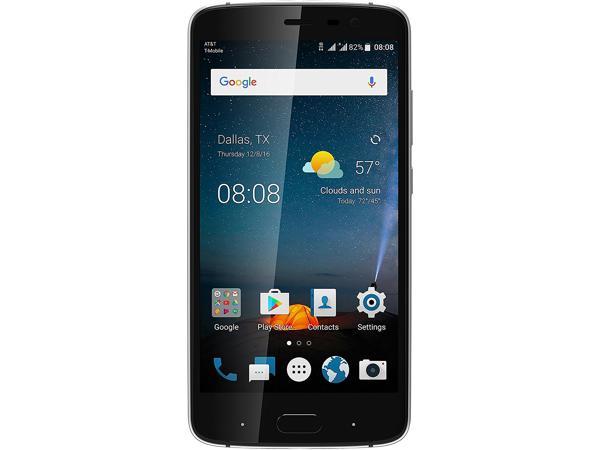 AT&T
T-Mobile
82% 08:08
Google
Dallas, TX
Thursday 12/8/16
57°
08:08
Clouds and sun
Today 72°/45°
Google
Play Store
Contacts
Settings